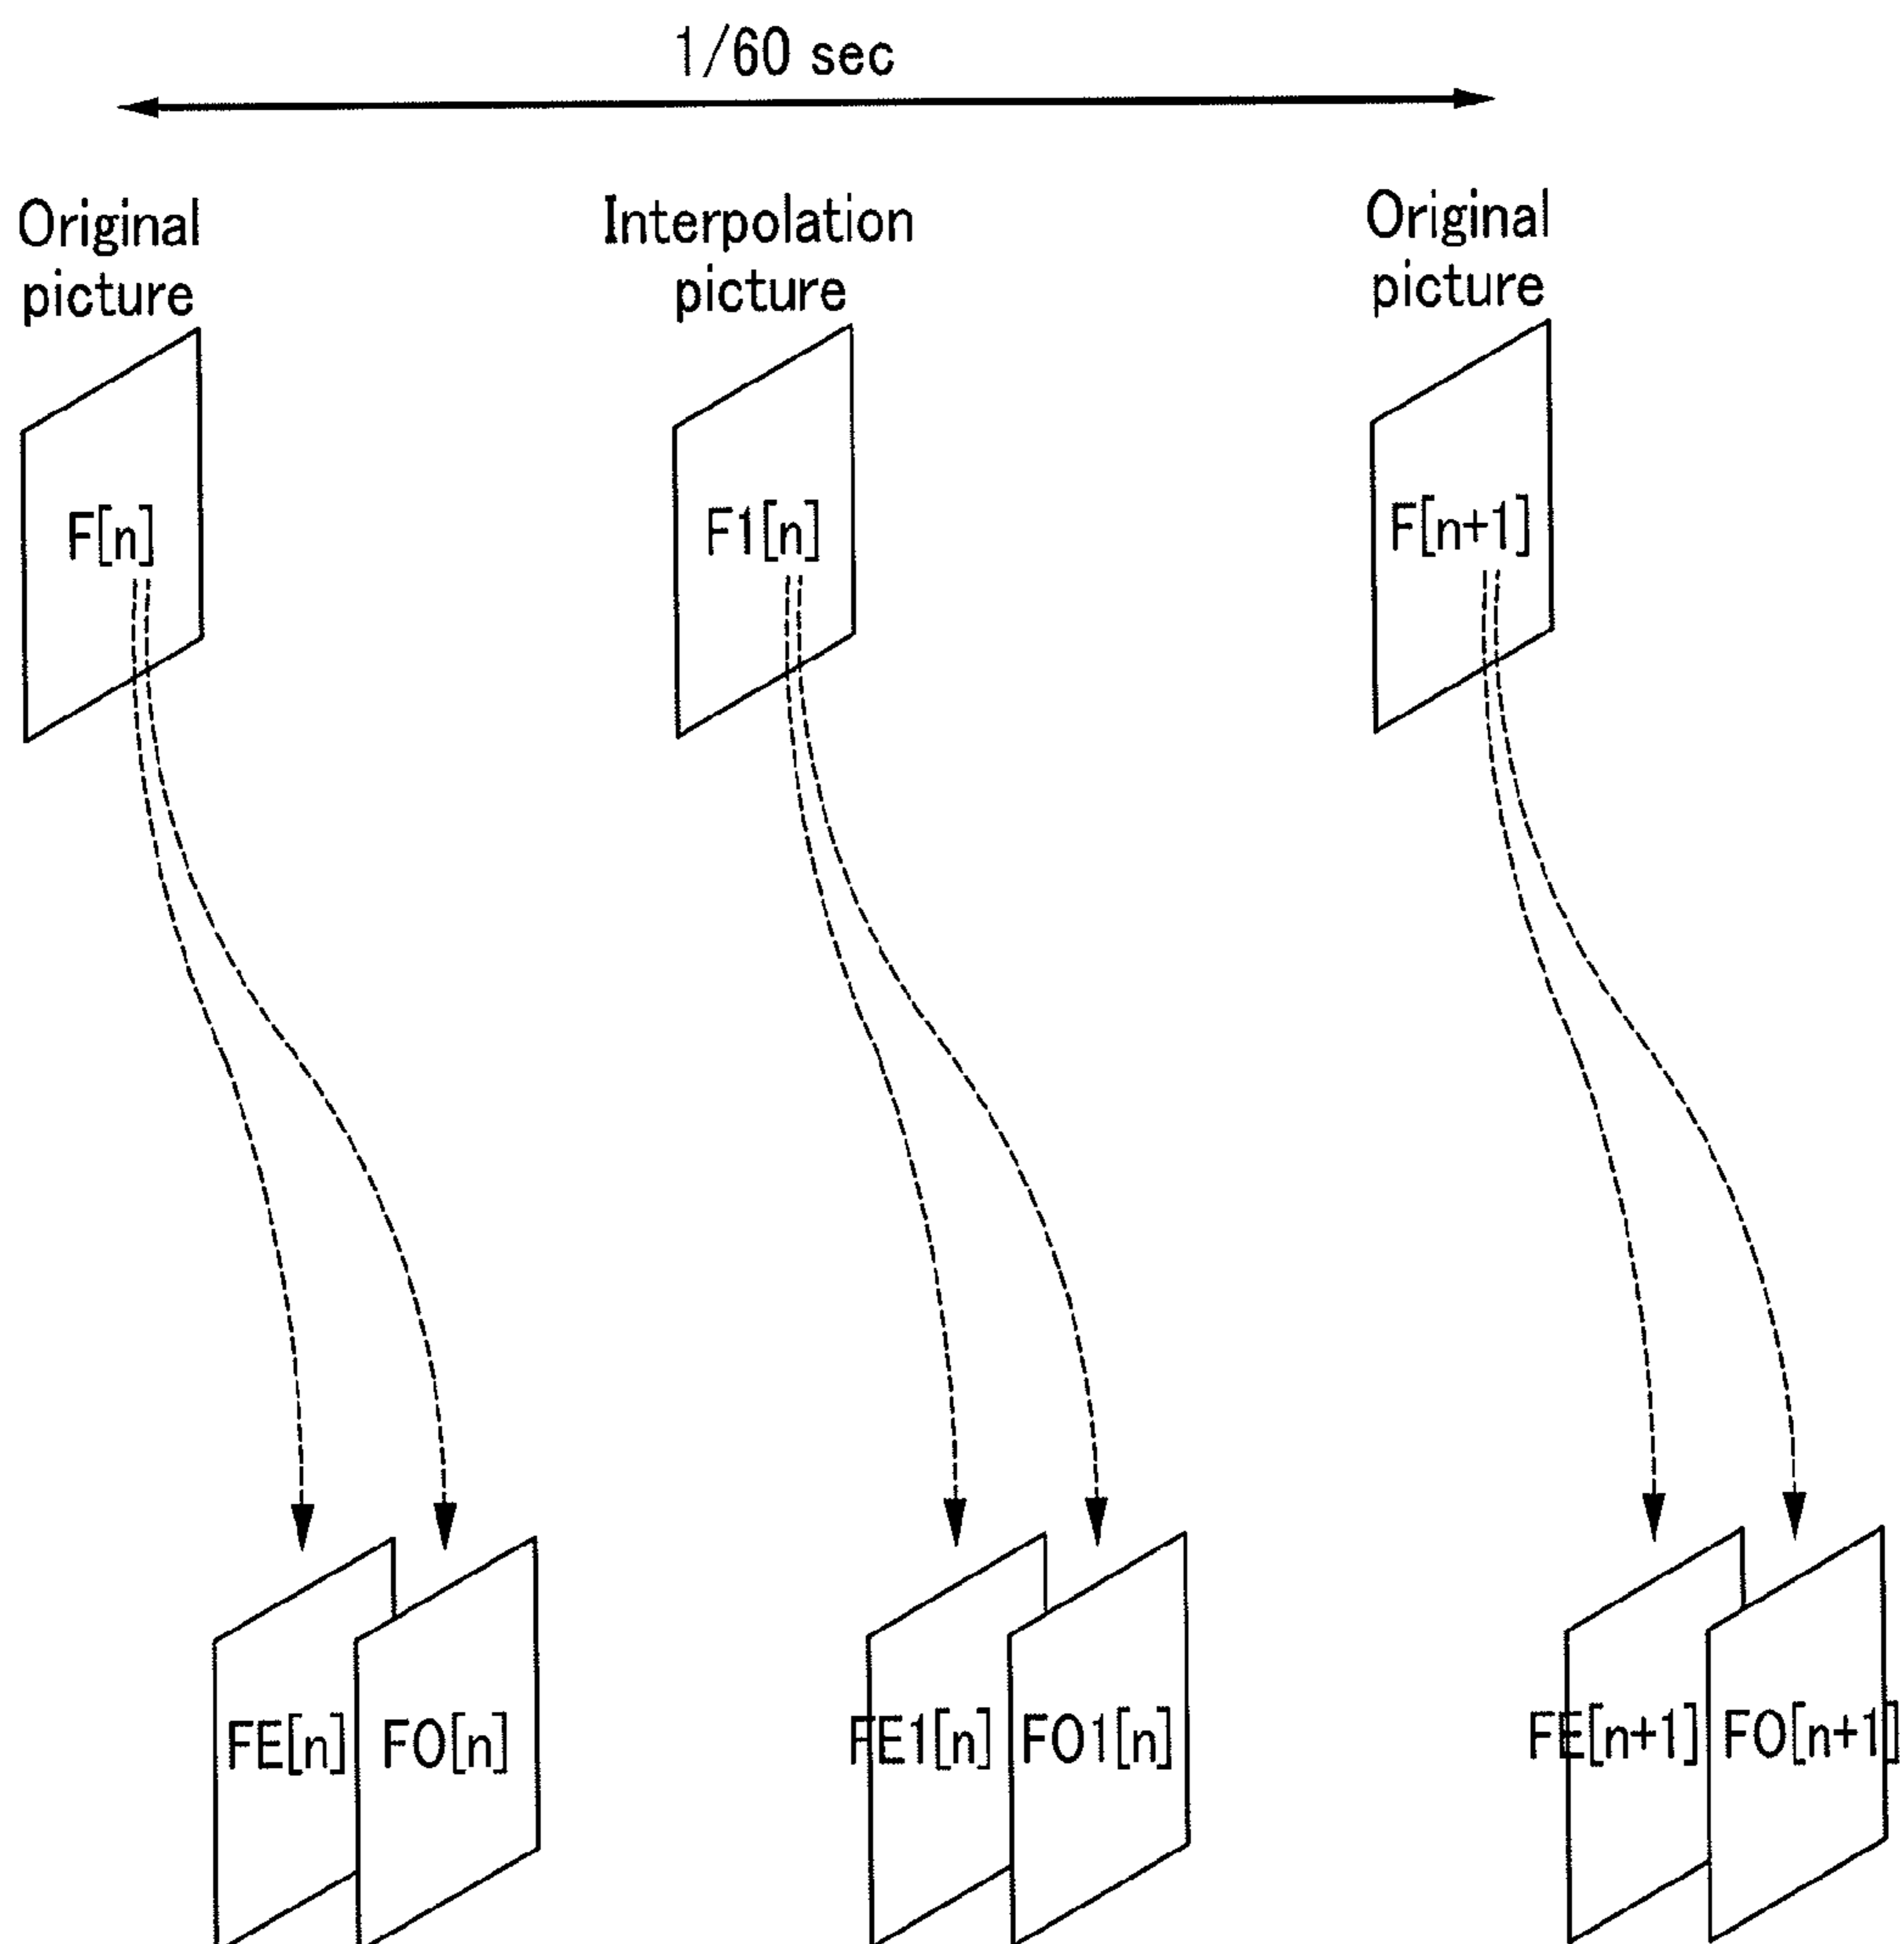 1/60 sec
Original
picture
Interpolation
picture
Original
picture
F[n]
F1[n]
F[n+1]
FE[n]
FO[n]
FE1[n]
FO1[n]
FE[n+1]
FO[n+1]